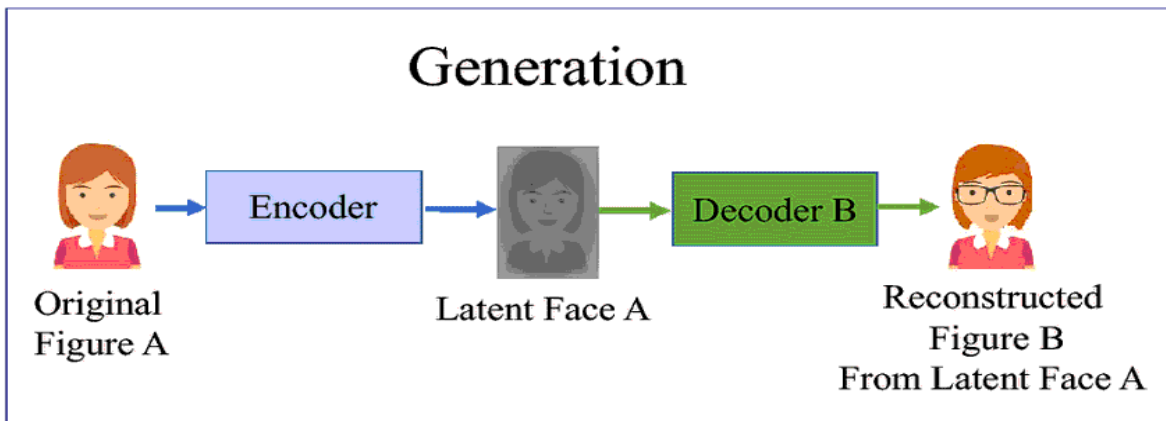 Generation
Encoder
Decoder B
Original
Figure A
Latent Face A
Reconstructed
Figure B
From Latent Face A